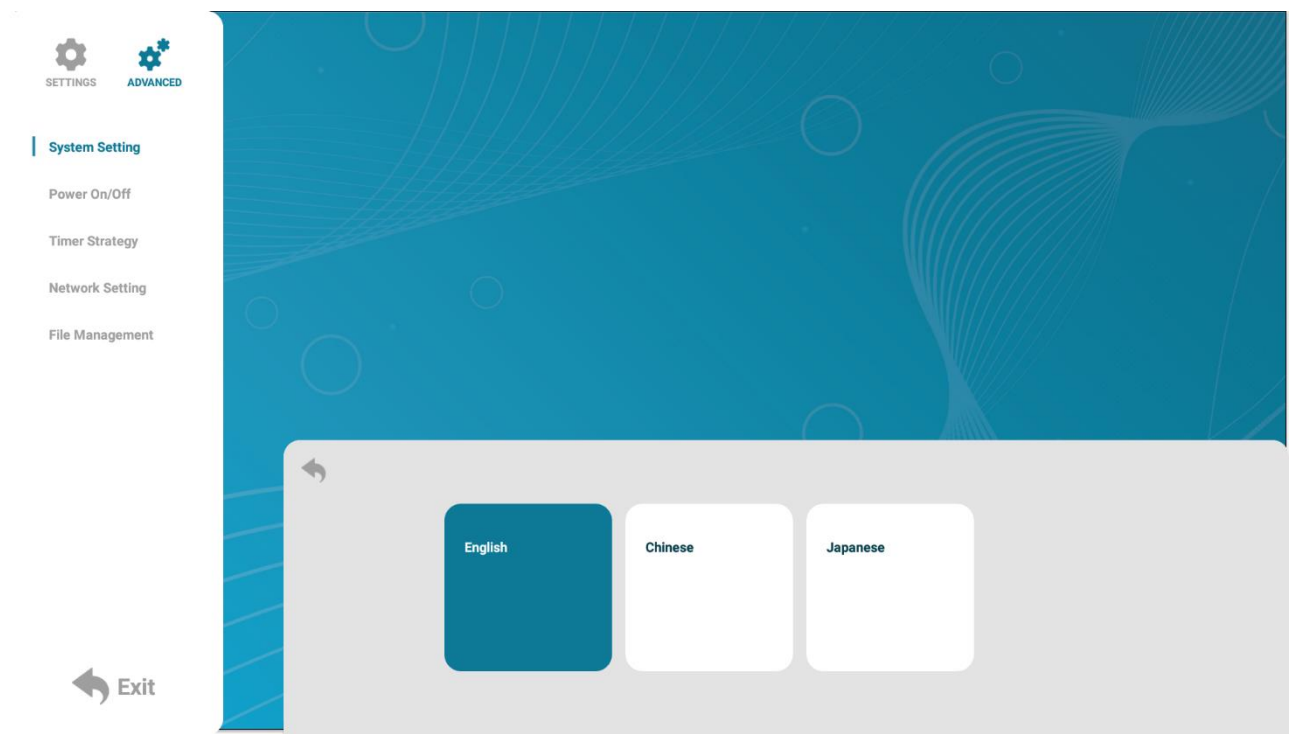 SETTINGS ADVANCED
System Setting
Power On/Off
Timer Strategy
Network Setting
File Management
English Chinese Japanese
Exit